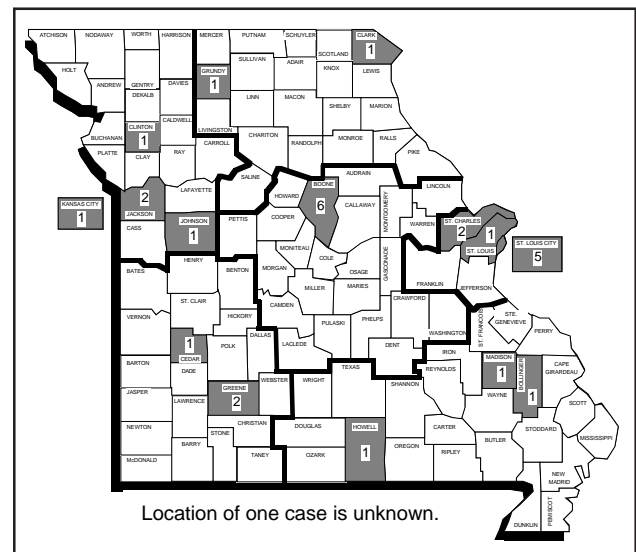 ATCHISON NODAWAY WORTH HARRISON MERCER PUTNAM SCHUYLER CLARK
1
SCOTLAND
HOLT GENTRY GRUNDY SULLIVAN ADAIR KNOX LEWIS
1
ANDREW DEKALB DAVIES LINN MACON SHELBY MARION
BUCHANAN CLINTON CALDWELL LIVINGSTON CHARITON RANDOLPH MONROE RALLS
1
PLATTE CLAY RAY CARROLL PIKE
SALINE HOWARD BOONE AUDRAIN LINCOLN
KANSAS CITY
1
2
JACKSON
LAFAYETTE
6
CALLAWAY MONTGOMERY WARREN ST. CHARLES
2
1
ST. LOUIS
ST. LOUIS CITY
5
CASS JOHNSON PETTIS COOPER
1
MONITEAU COLE OSAGE GASCONADE FRANKLIN JEFFERSON
BATES HENRY BENTON MORGAN MILLER MARIES CRAWFORD
ST. CLAIR CAMDEN WASHINGTON ST. FRANCOIS STE. GENEVIEVE
VERNON HICKORY PULASKI PHELPS PERRY
1
CEDAR
POLK DALLAS LACLEDE DENT IRON MADISON
1
BOLLINGER
1
CAPE GIRARDEAU
BARTON DADE WEBSTER WRIGHT TEXAS SHANNON REYNOLDS WAYNE
JASPER LAWRENCE GREENE
2
SCOTT
NEWTON STONE CHRISTIAN DOUGLAS HOWELL
1
CARTER BUTLER STODDARD MISSISSIPPI
McDONALD BARRY TANEY OZARK OREGON RIPLEY
NEW MADRID
DUNKLIN PEMISCOT
Location of one case is unknown.